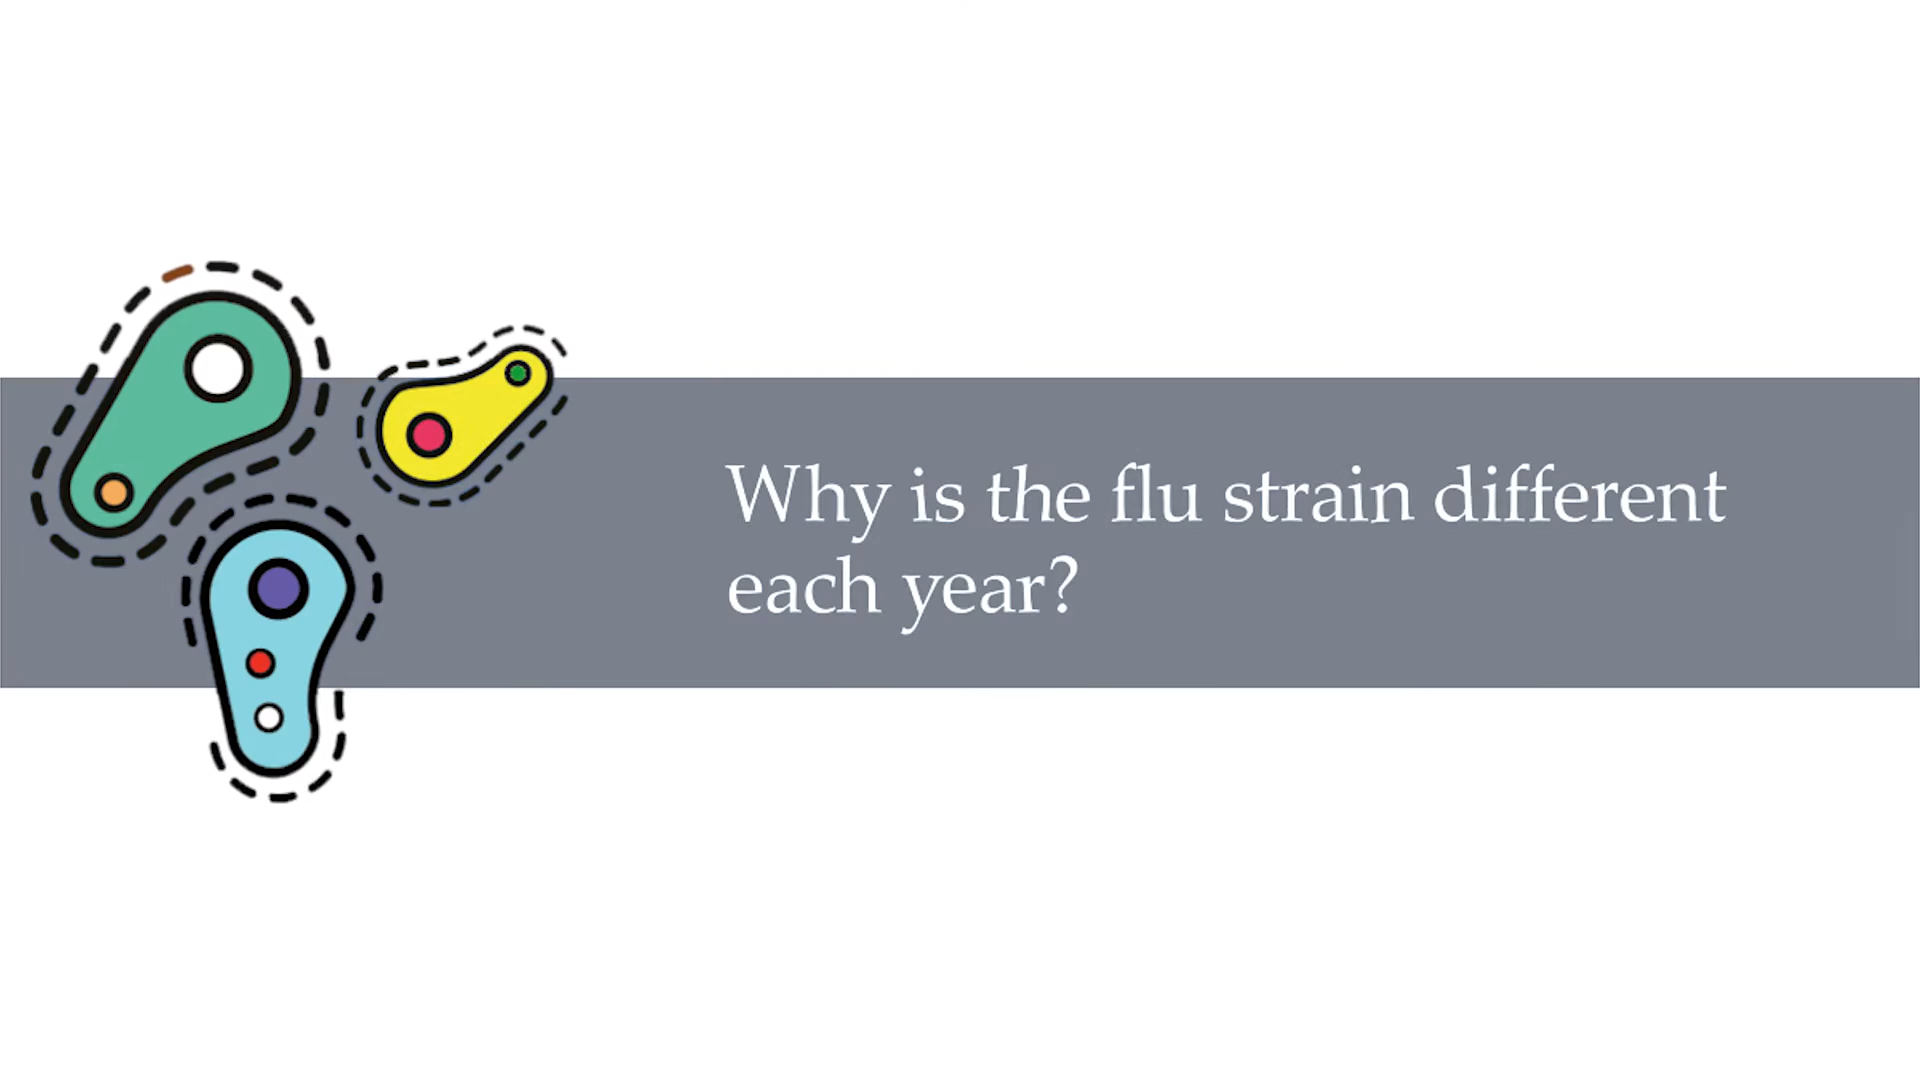 Why is the flu strain different
each year?